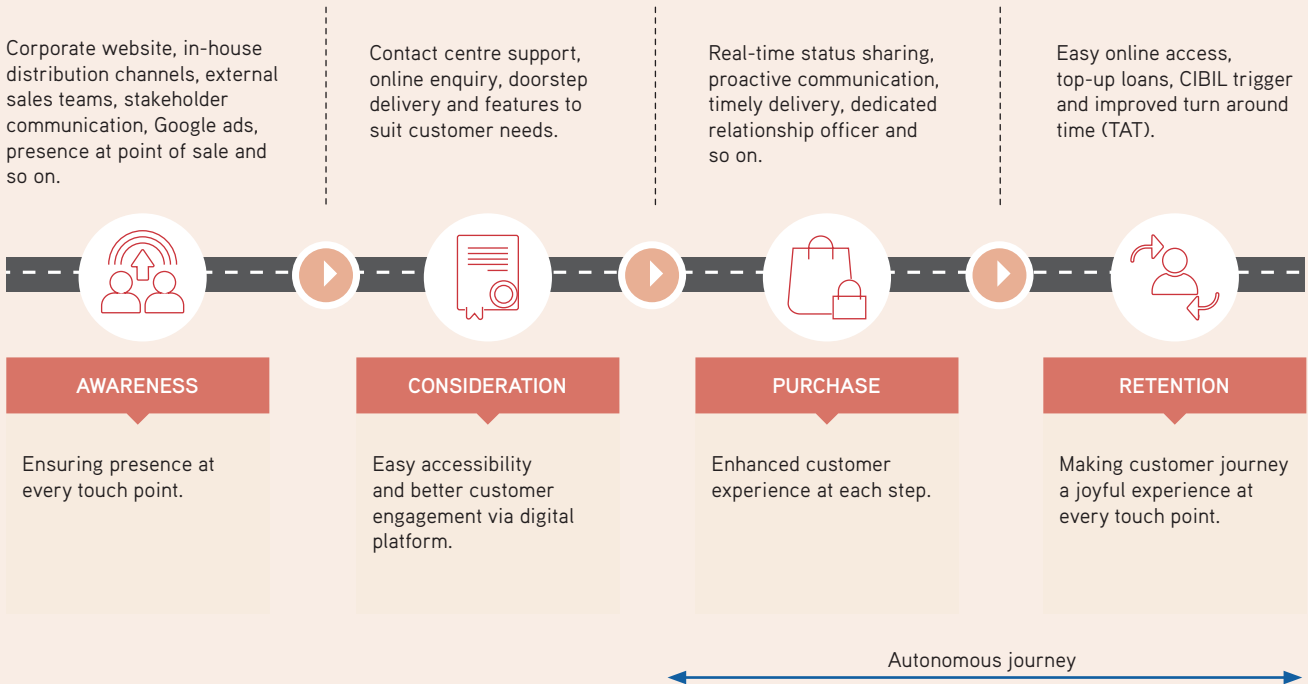 Corporate website, in-house
distribution channels, external
sales teams, stakeholder
communication, Google ads,
presence at point of sale and
so on.
Contact centre support,
online enquiry, doorstep
delivery and features to
suit customer needs.
Real-time status sharing,
proactive communication,
timely delivery, dedicated
relationship officer and
so on.
Easy online access,
top-up loans, CIBIL trigger
and improved turn around
time (TAT).
AWARENESS
Ensuring presence at
every touch point.
CONSIDERATION
Easy accessibility
and better customer
engagement via digital
platform.
PURCHASE
Enhanced customer
experience at each step.
RETENTION
Making customer journey
a joyful experience at
every touch point.
Autonomous journey